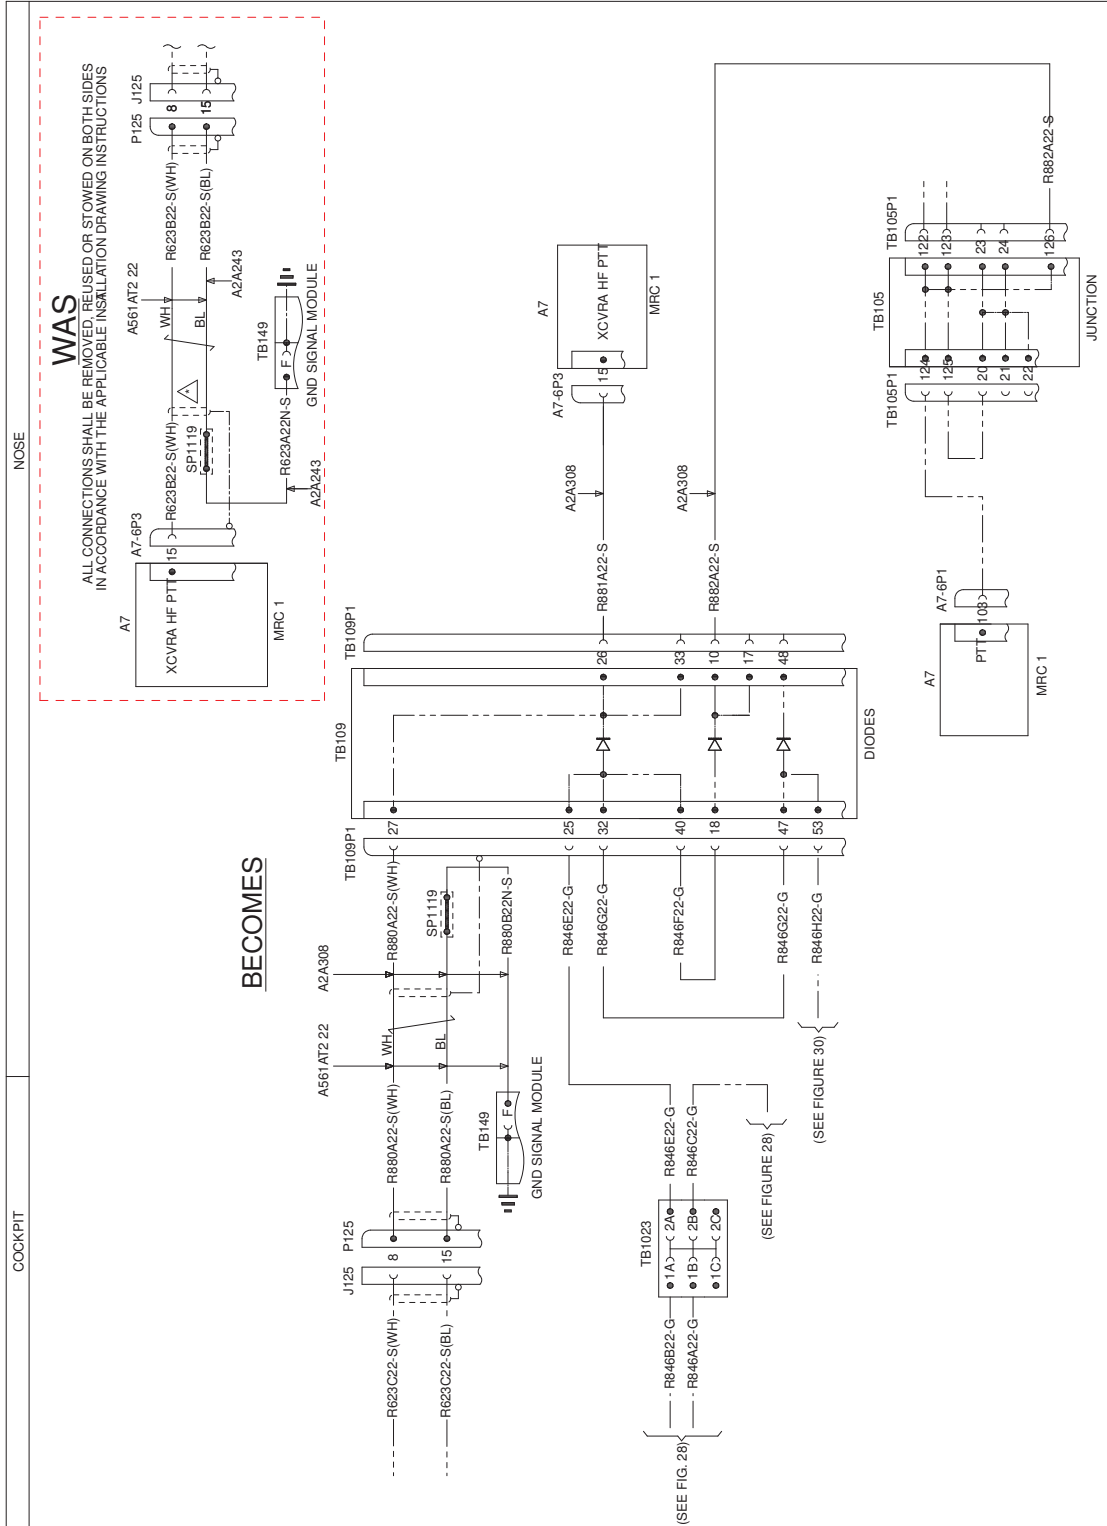 COCKPIT
NOSE
WAS
ALL CONNECTIONS SHALL BE REMOVED, REUSED OR STOWED ON BOTH SIDES
IN ACCORDANCE WITH THE APPLICABLE INSALLATION DRAWING INSTRUCTIONS
A7
XCVRA HF PTT
MRC 1
A7-6P3
15
R623B22-S(WH)
SP1119
A561AT2 22
WH
BL
R623B22-S(WH)
R623B22-S(BL)
A2A243
R623A22N-S
A2A243
TB149
F
GND SIGNAL MODULE
P125
J125
8
15
BECOMES
R623C22-S(WH)
R623C22-S(BL)
J125
P125
8
15
R880A22-S(WH)
R880A22-S(BL)
A561AT2 22
WH
BL
A2A308
R880A22-S(WH)
SP1119
R880B22N-S
TB149
F
GND SIGNAL MODULE
TB109P1
27
25
32
40
18
47
53
TB109
DIODES
TB109P1
26
33
10
17
48
R846E22-G
R846G22-G
R846F22-G
R846G22-G
R846H22-G
(SEE FIGURE 30)
(SEE FIG. 28)
R846B22-G
R846A22-G
TB1023
1A
2A
1B
2B
1C
2C
R846E22-G
R846C22-G
(SEE FIGURE 28)
R881A22-S
A2A308
A7-6P3
15
A7
XCVRA HF PTT
MRC 1
R882A22-S
A2A308
R882A22-S
A7
PTT
MRC 1
A7-6P1
103
TB105P1
124
125
20
21
22
TB105
JUNCTION
TB105P1
122
123
23
24
126